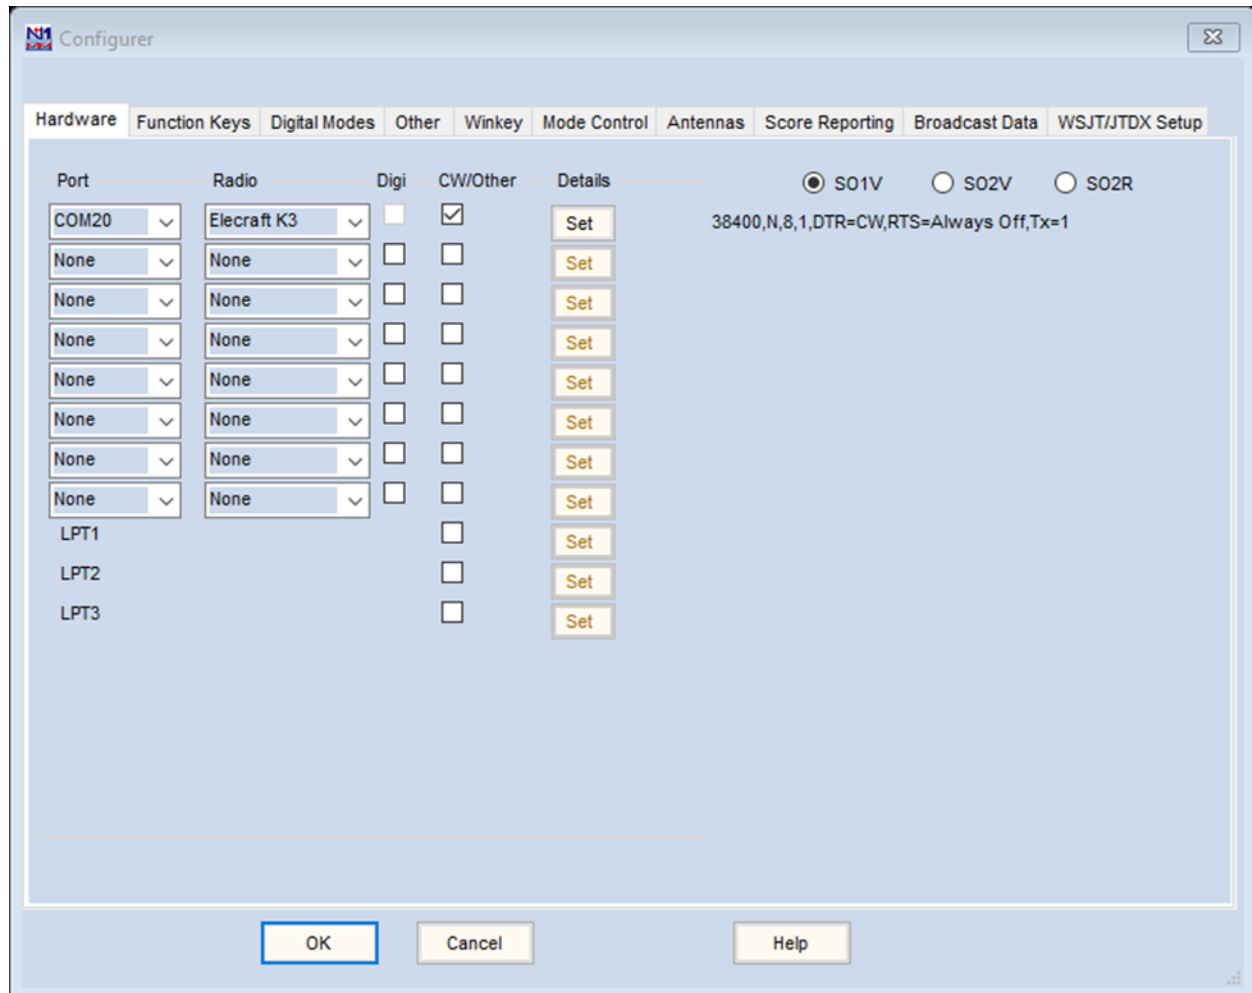 N1MM Configurer
Hardware Function Keys Digital Modes Other Winkey Mode Control Antennas Score Reporting Broadcast Data WSJT/JTDX Setup
Port Radio Digi CW/Other Details SO1V SO2V SO2R
COM20 Elecraft K3 Set 38400,N,8,1,DTR=CW,RTS=Always Off,Tx=1
None None Set
None None Set
None None Set
None None Set
None None Set
None None Set
None None Set
LPT1 Set
LPT2 Set
LPT3 Set
OK Cancel Help